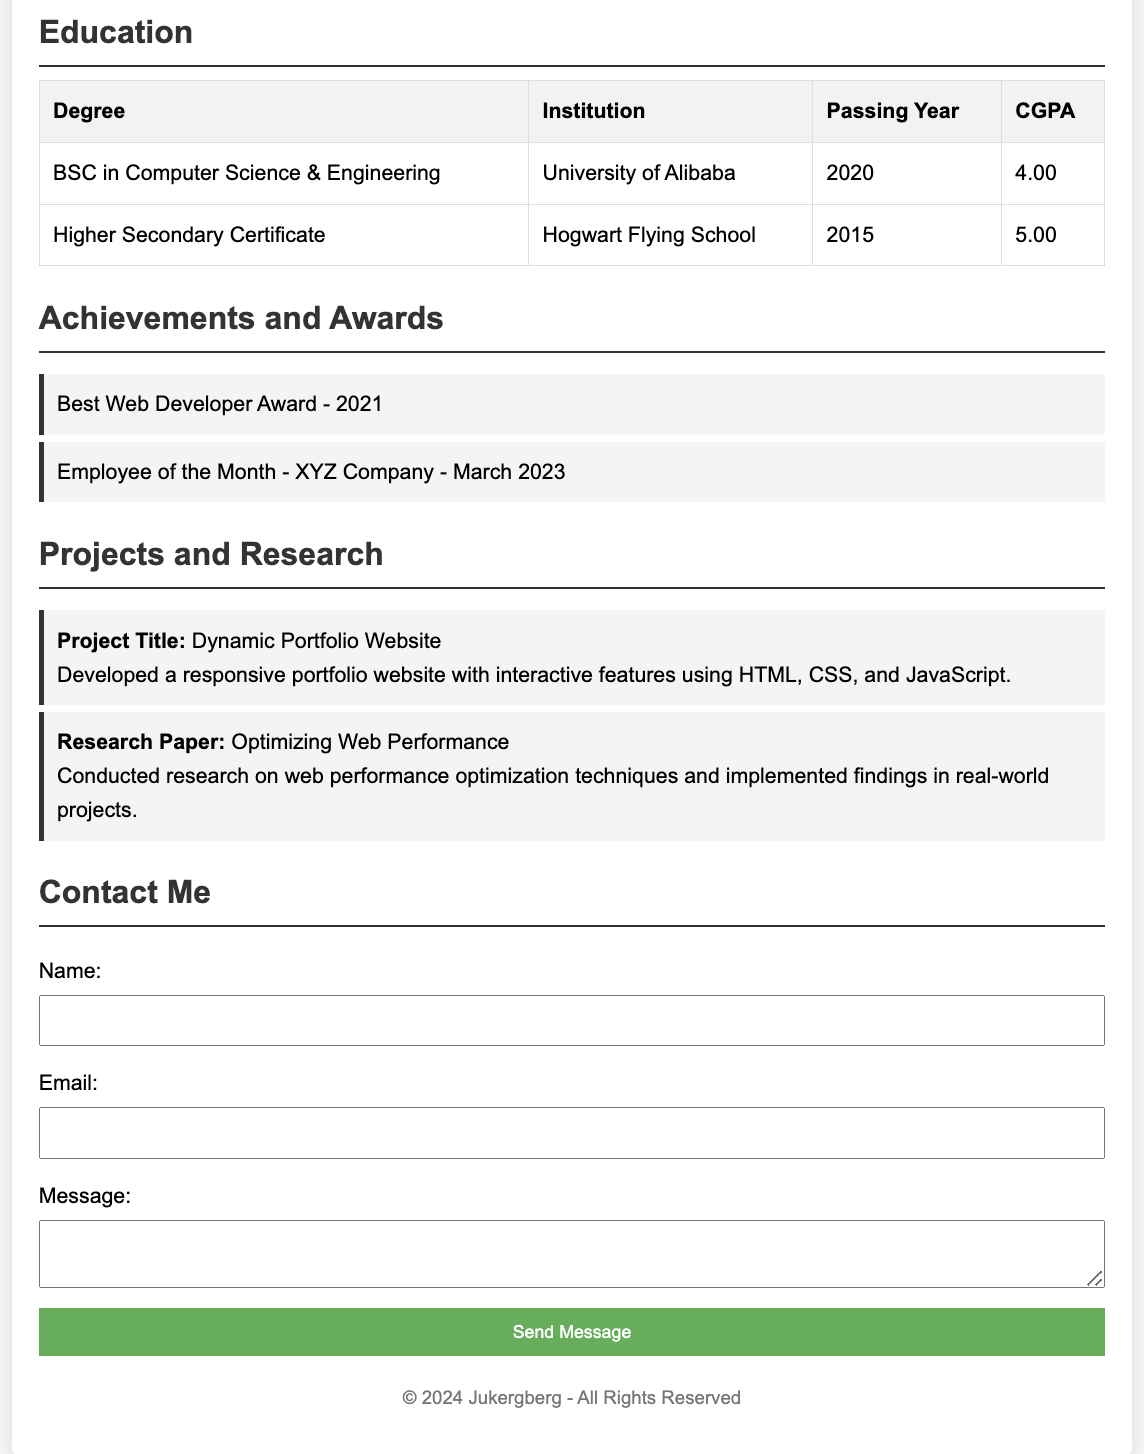 Education
Degree Institution Passing Year CGPA
BSC in Computer Science & Engineering University of Alibaba 2020 4.00
Higher Secondary Certificate Hogwart Flying School 2015 5.00
Achievements and Awards
Best Web Developer Award - 2021
Employee of the Month - XYZ Company - March 2023
Projects and Research
Project Title: Dynamic Portfolio Website
Developed a responsive portfolio website with interactive features using HTML, CSS, and JavaScript.
Research Paper: Optimizing Web Performance
Conducted research on web performance optimization techniques and implemented findings in real-world
projects.
Contact Me
Name:
Email:
Message:
Send Message
© 2024 Jukergberg - All Rights Reserved